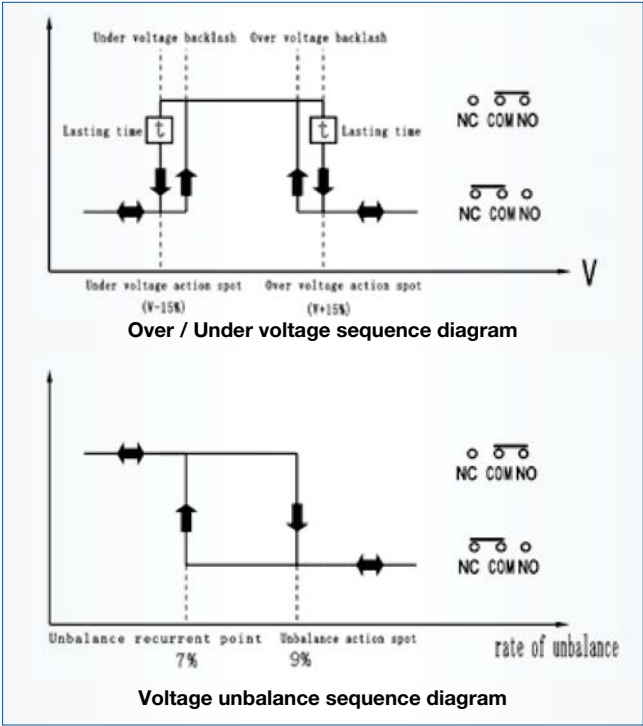 Under voltage backlash Over voltage backlash
Lasting time t t Lasting time
NC COM NO
NC COM NO
V
Under voltage action spot Over voltage action spot
(V-15%) (V+15%)
Over / Under voltage sequence diagram
NC COM NO
NC COM NO
Unbalance recurrent point Unbalance action spot rate of unbalance
7% 9%
Voltage unbalance sequence diagram